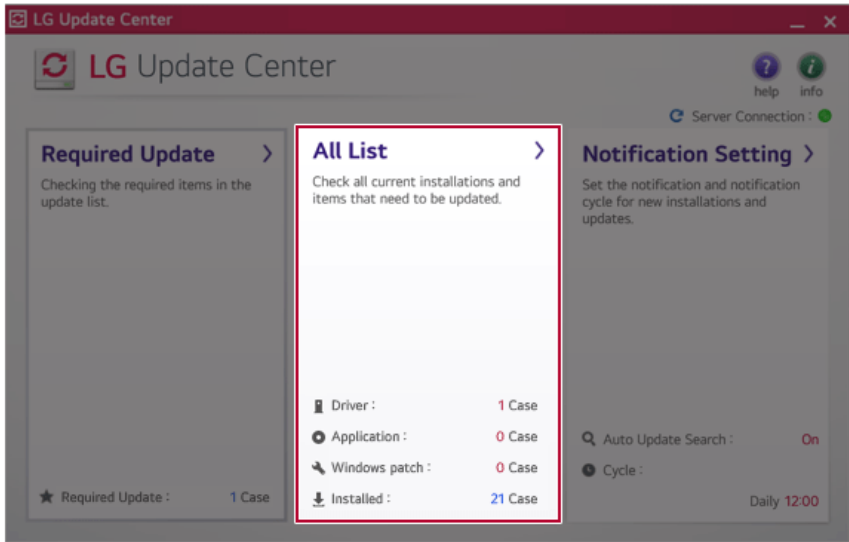 LG Update Center
LG Update Center
help
info
Server Connection :
Required Update
Checking the required items in the
update list.
Required Update :
1 Case
All List
Check all current installations and
items that need to be updated.
Driver :
1 Case
Application :
0 Case
Windows patch :
0 Case
Installed :
21 Case
Notification Setting
Set the notification and notification
cycle for new installations and
updates.
Auto Update Search :
On
Cycle :
Daily 12:00